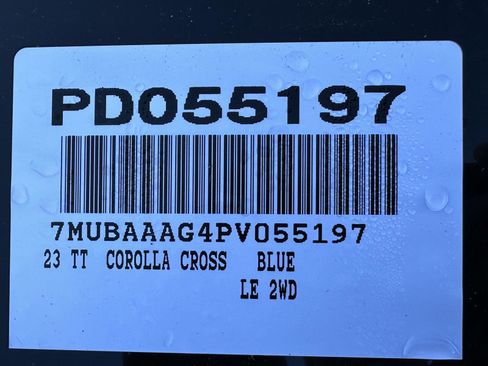 PD055197
7MUBAAAG4PV055197
23 TT COROLLA CROSS BLUE
LE 2WD